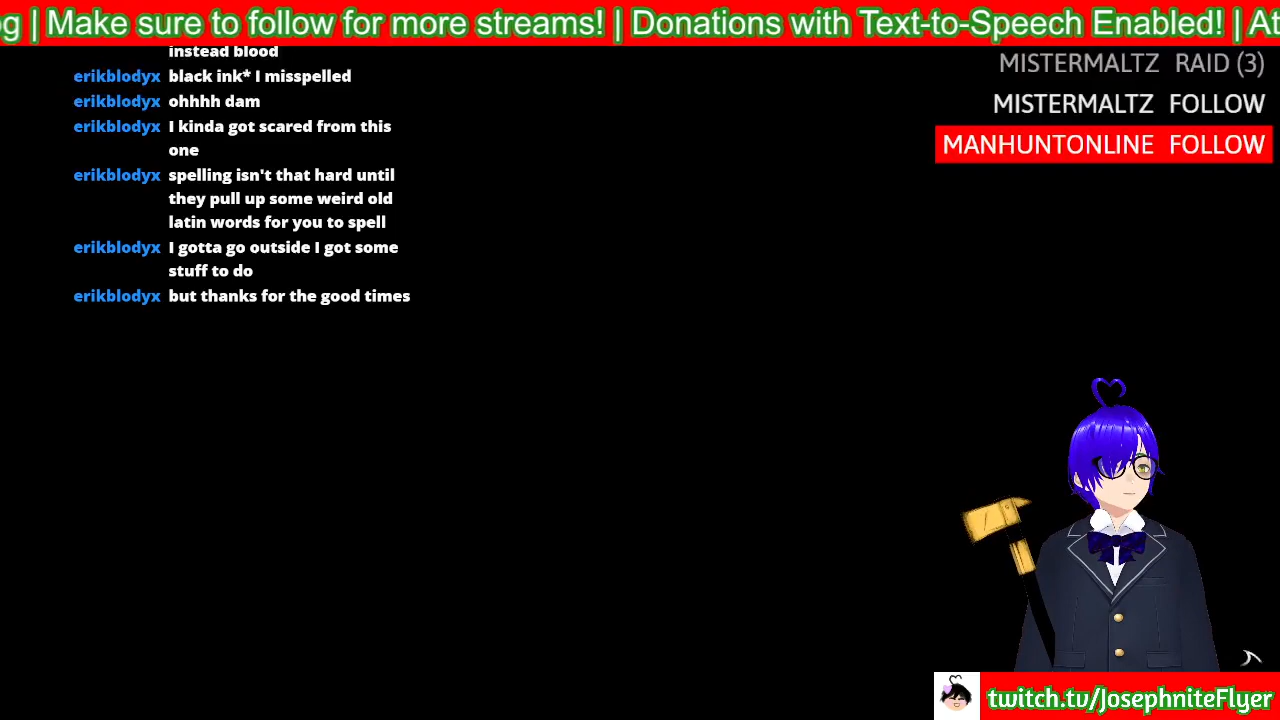 g | Make sure to follow for more streams! | Donations with Text-to-Speech Enabled! | At
instead blood
erikblodyx black ink* I misspelled
erikblodyx ohhhh dam
erikblodyx I kinda got scared from this
one
erikblodyx spelling isn't that hard until
they pull up some weird old
latin words for you to spell
erikblodyx I gotta go outside I got some
stuff to do
erikblodyx but thanks for the good times
MISTERMALTZ RAID (3)
MISTERMALTZ FOLLOW
MANHUNTONLINE FOLLOW
twitch.tv/JosephniteFlyer